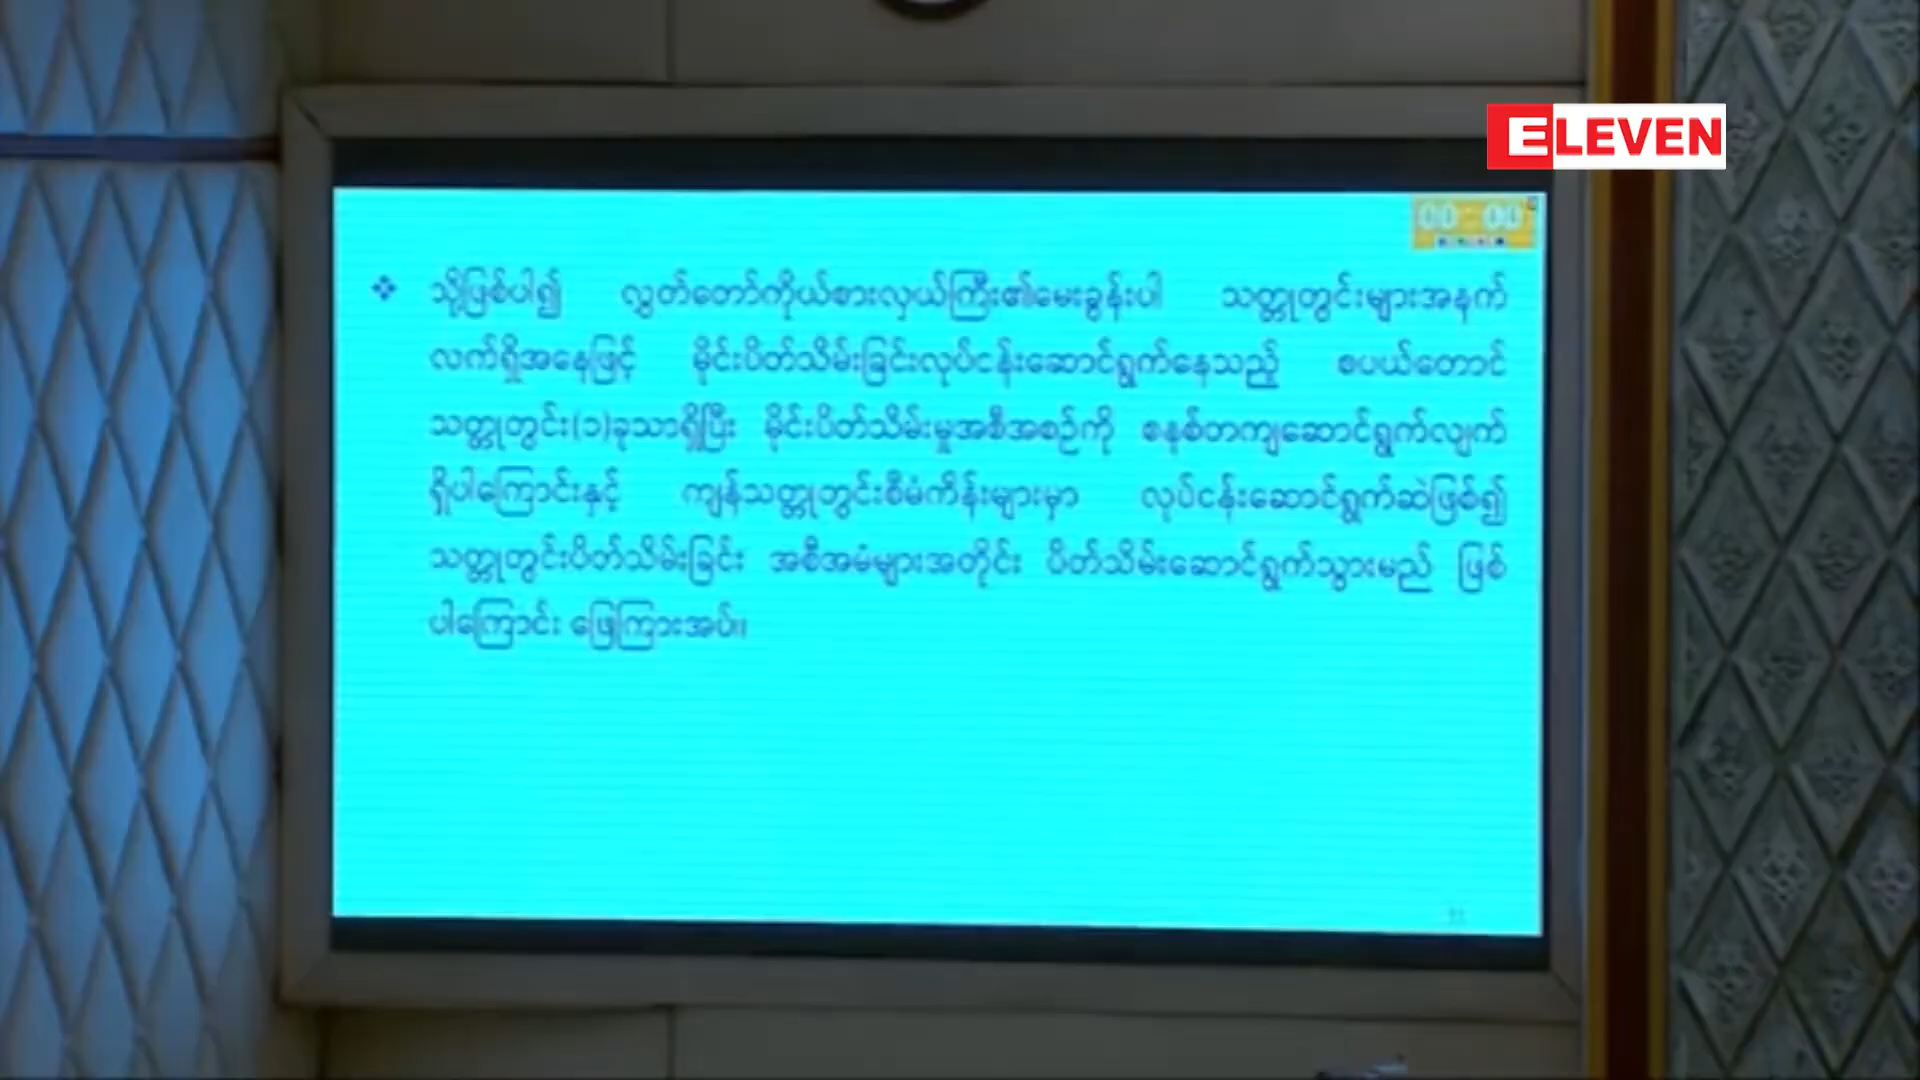 ELEVEN
❖ သို့ဖြစ်ပါ၍ လွှတ်တော်ကိုယ်စားလှယ်ကြီး၏မေးခွန်းပါ သတ္တုတွင်းများအနက်
လက်ရှိအနေဖြင့် မိုင်းပိတ်သိမ်းခြင်းလုပ်ငန်းဆောင်ရွက်နေသည့် စပယ်တောင်
သတ္တုတွင်း(၁)ခုသာရှိပြီး မိုင်းပိတ်သိမ်းမှုအစီအစဉ်ကို စနစ်တကျဆောင်ရွက်လျက်
ရှိပါကြောင်းနှင့် ကျန်သတ္တုတွင်းစီမံကိန်းများမှာ လုပ်ငန်းဆောင်ရွက်ဆဲဖြစ်၍
သတ္တုတွင်းပိတ်သိမ်းခြင်း အစီအမံများအတိုင်း ပိတ်သိမ်းဆောင်ရွက်သွားမည် ဖြစ်
ပါကြောင်း ဖြေကြားအပ်။